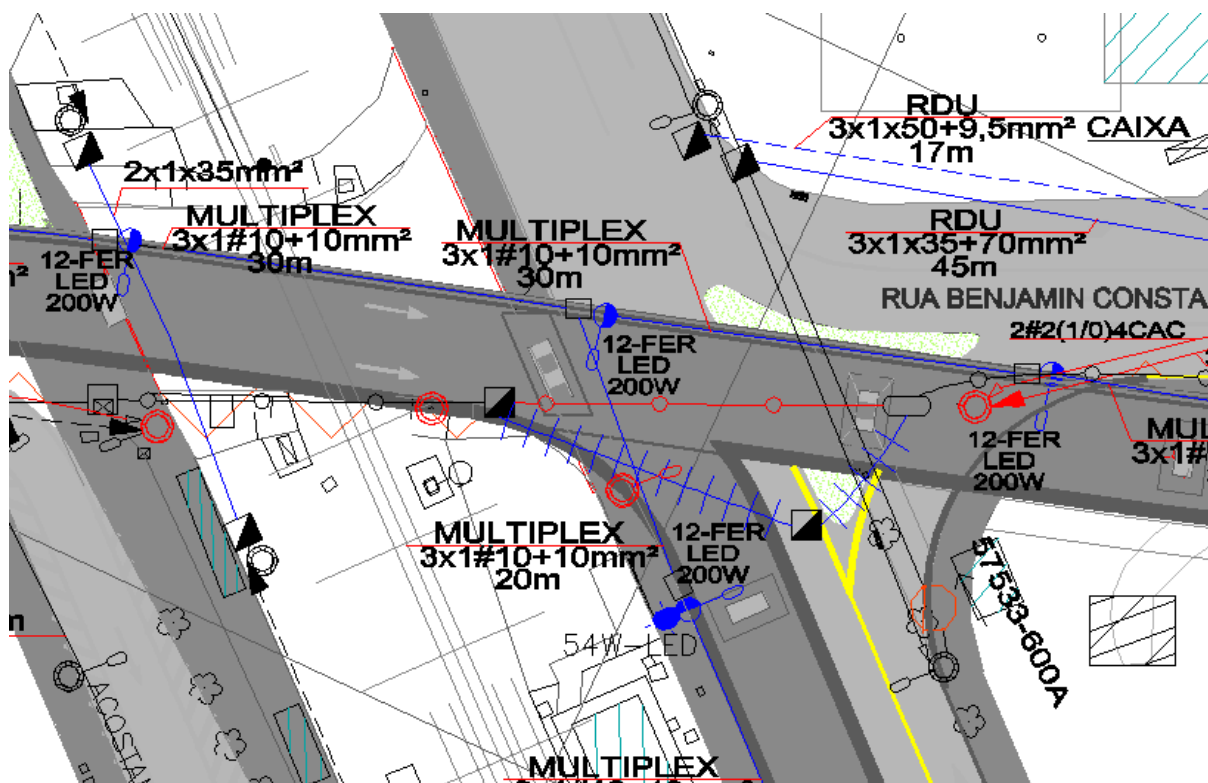 RDU
3x1x50+9,5mm²
17m
CAIXA
2x1x35mm²
MULTIPLEX
3x1#10+10mm²
30m
MULTIPLEX
3x1#10+10mm²
30m
RDU
3x1x35+70mm²
45m
12-FER
LED
200W
RUA BENJAMIN CONSTA
2#2(1/0)4CAC
12-FER
LED
200W
12-FER
LED
200W
MUL
3x1#
MULTIPLEX
3x1#10+10mm²
20m
12-FER
LED
200W
57533-600A
54W-LED
ACOSTAM
MULTIPLEX